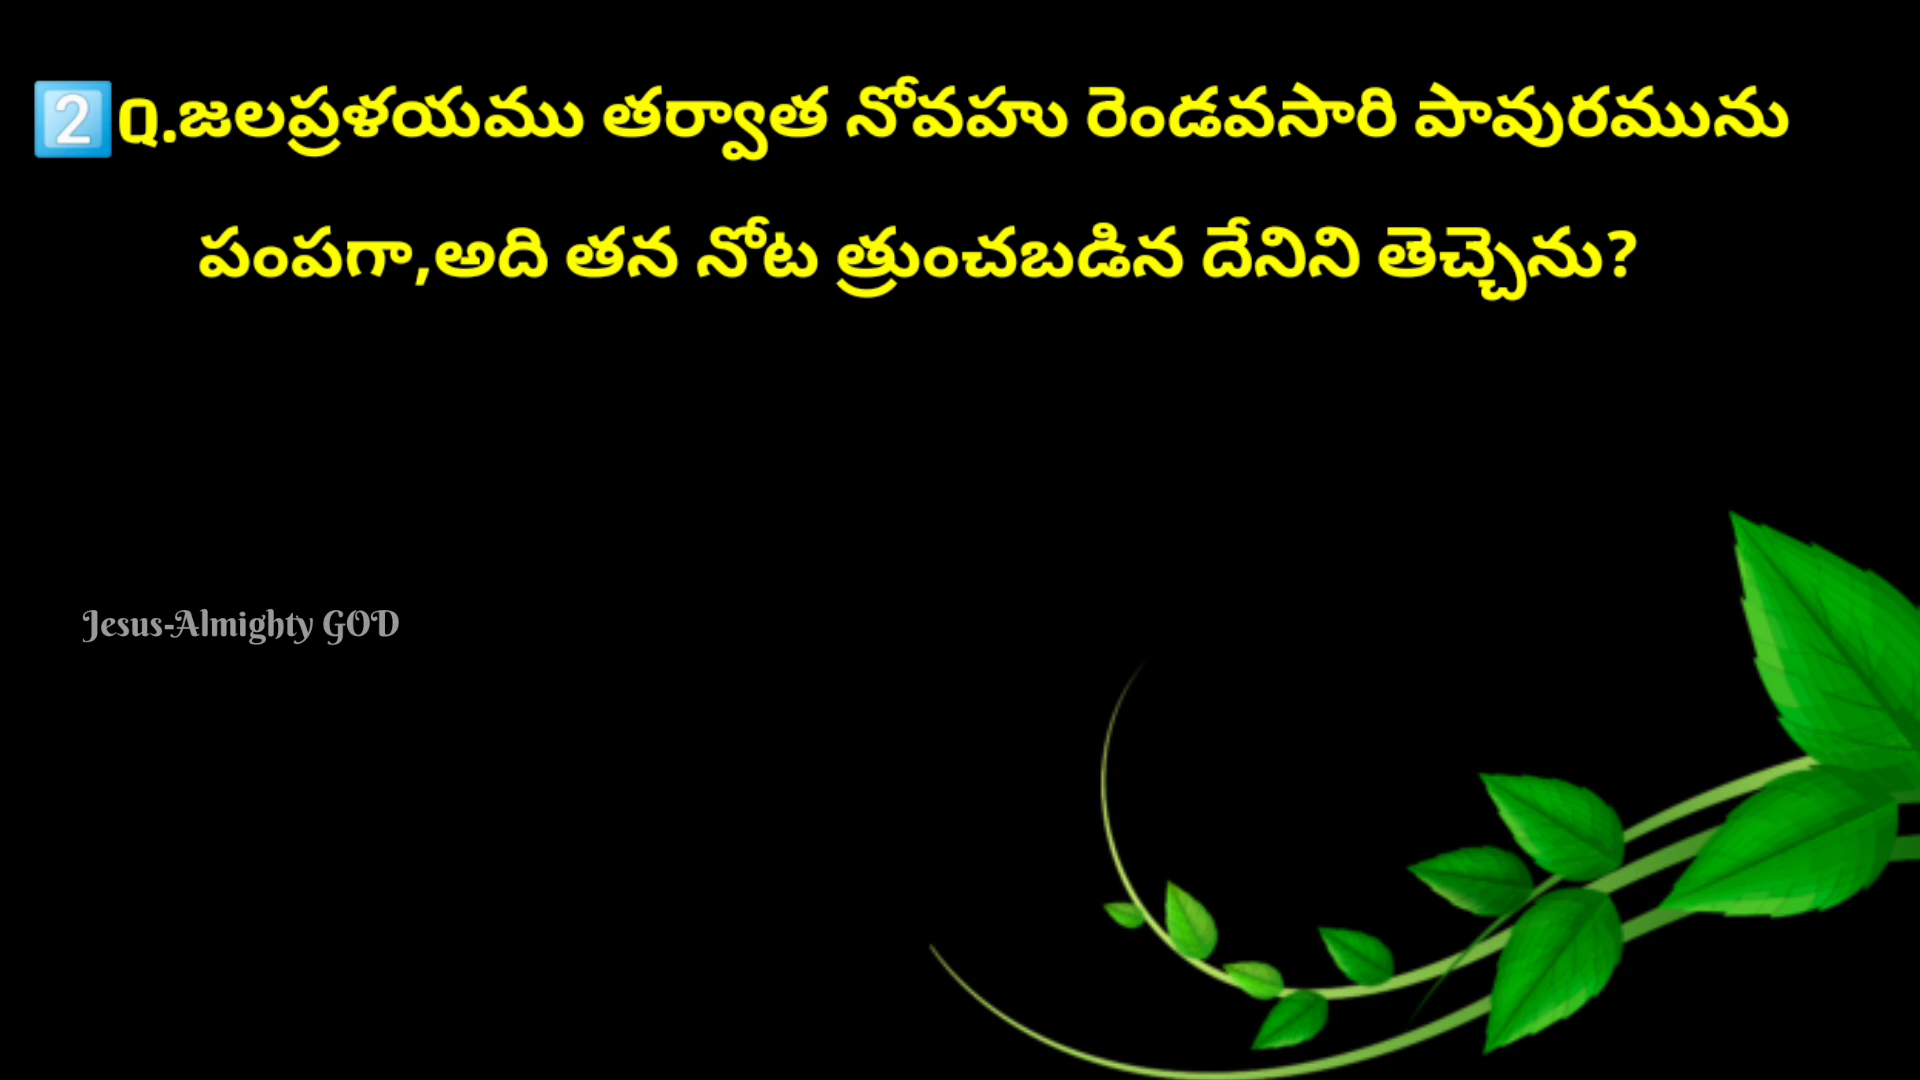 2️⃣Q.జలప్రళయము తర్వాత నోవహు రెండవసారి పావురమును
పంపగా,అది తన నోట త్రుంచబడిన దేనిని తెచ్చెను?
Jesus-Almighty GOD